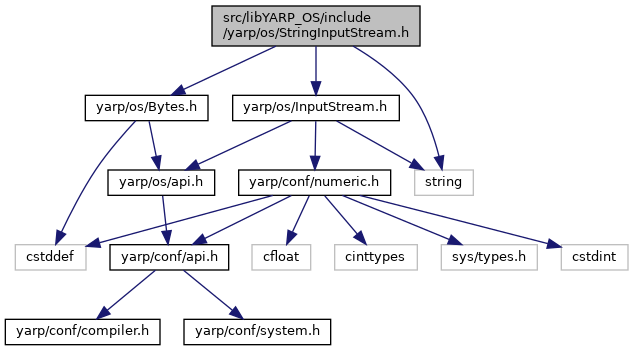 src/libYARP_OS/include
/yarp/os/StringInputStream.h
yarp/os/Bytes.h
yarp/os/InputStream.h
yarp/os/api.h
yarp/conf/numeric.h
string
cstddef
yarp/conf/api.h
cfloat
cinttypes
sys/types.h
cstdint
yarp/conf/compiler.h
yarp/conf/system.h